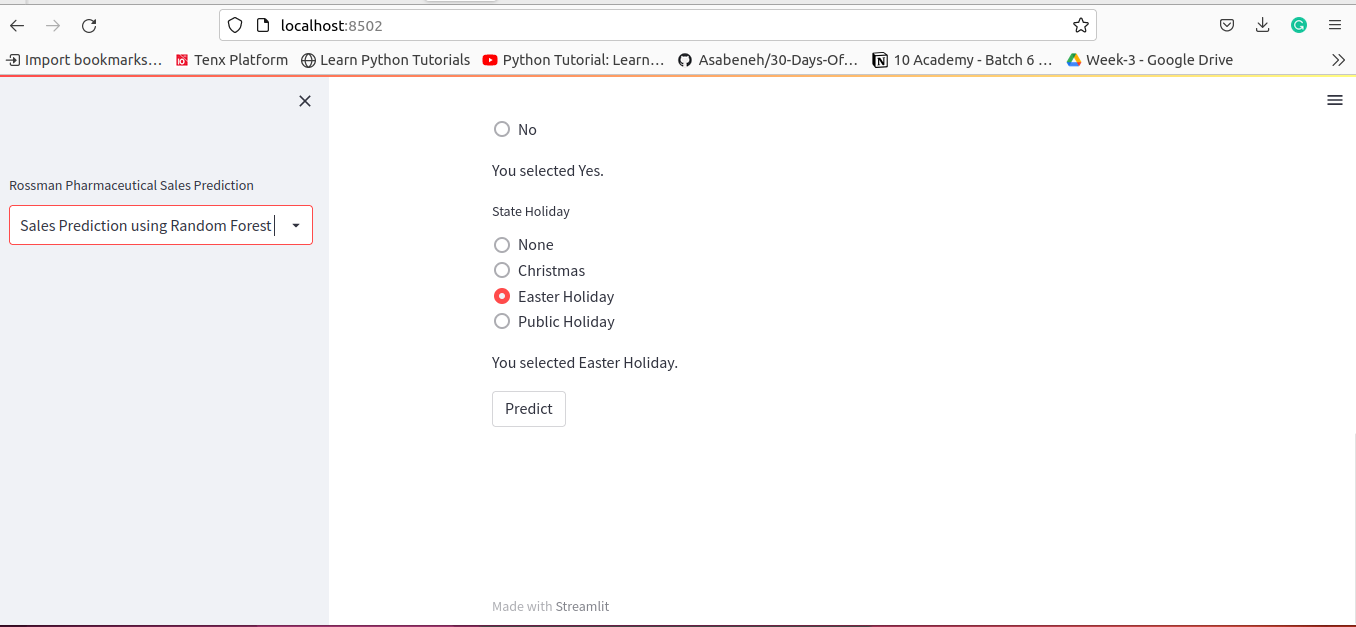 localhost:8502
Import bookmarks... Tenx Platform Learn Python Tutorials Python Tutorial: Learn... Asabeneh/30-Days-Of... 10 Academy - Batch 6 ... Week-3 - Google Drive
No
You selected Yes.
Rossman Pharmaceutical Sales Prediction
Sales Prediction using Random Forest
State Holiday
None
Christmas
Easter Holiday
Public Holiday
You selected Easter Holiday.
Predict
Made with Streamlit